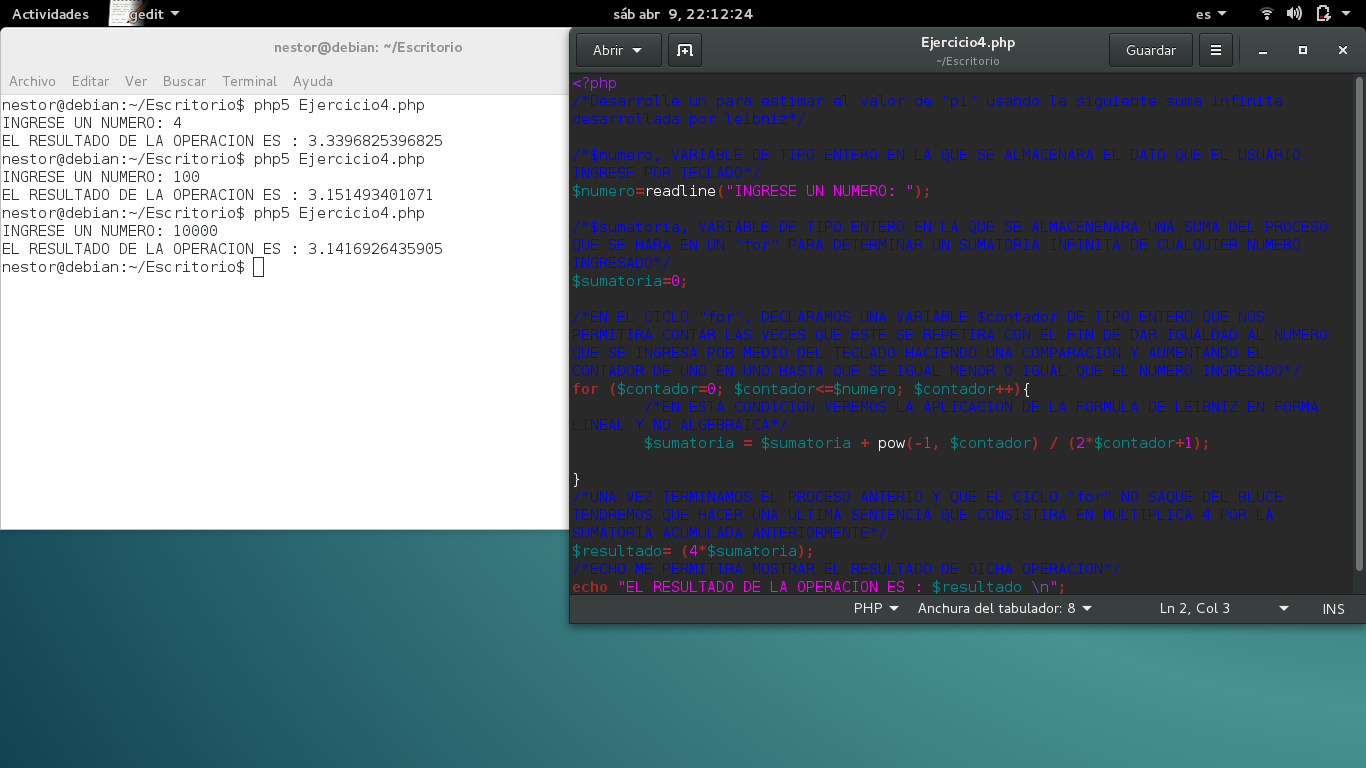 Actividades gedit sáb abr 9, 22:12:24 es
nestor@debian: ~/Escritorio
Archivo Editar Ver Buscar Terminal Ayuda
nestor@debian:~/Escritorio$ php5 Ejercicio4.php
INGRESE UN NUMERO: 4
EL RESULTADO DE LA OPERACION ES : 3.3396825396825
nestor@debian:~/Escritorio$ php5 Ejercicio4.php
INGRESE UN NUMERO: 100
EL RESULTADO DE LA OPERACION ES : 3.151493401071
nestor@debian:~/Escritorio$ php5 Ejercicio4.php
INGRESE UN NUMERO: 10000
EL RESULTADO DE LA OPERACION ES : 3.1416926435905
nestor@debian:~/Escritorio$
Abrir Ejercicio4.php Guardar
~/Escritorio
<?php
/*Desarrolle un para estimar el valor de "pi" usando la siguiente suma infinita
desarrollada por Leibniz*/
/*$numero, VARIABLE DE TIPO ENTERO EN LA QUE SE ALMACENARA EL DATO QUE EL USUARIO
INGRESE POR TECLADO*/
$numero=readline("INGRESE UN NUMERO: ");
/*$sumatoria, VARIABLE DE TIPO ENTERO EN LA QUE SE ALMACENENARA UNA SUMA DEL PROCESO
QUE SE HARA EN UN "for" PARA DETERMINAR UN SUMATORIA INFINITA DE CUALQUIER NUMERO
INGRESADO*/
$sumatoria=0;
/*EN EL CICLO "for", DECLARAMOS UNA VARIABLE $contador DE TIPO ENTERO QUE NOS
PERMITIRA CONTAR LAS VECES QUE ESTE SE REPETIRA CON EL FIN DE DAR IGUALDAD AL NUMERO
QUE SE INGRESA POR MEDIO DEL TECLADO HACIENDO UNA COMPARACION Y AUMENTANDO EL
CONTADOR DE UNO EN UNO HASTA QUE SE IGUAL MENOR O IGUAL QUE EL NUMERO INGRESADO*/
for ($contador=0; $contador<=$numero; $contador++){
/*EN ESTA CONDICION VEREMOS LA APLICACION DE LA FORMULA DE LEIBNIZ EN FORMA
LINEAL Y NO ALGEBRAICA*/
$sumatoria = $sumatoria + pow(-1, $contador) / (2*$contador+1);
}
/*UNA VEZ TERMINAMOS EL PROCESO ANTERIO Y QUE EL CICLO "for" NO SAQUE DEL BLUCE
TENDREMOS QUE HACER UNA ULTIMA SENTENCIA QUE CONSISTIRA EN MULTIPLICA 4 POR LA
SUMATORIA ACUMULADA ANTERIORMENTE*/
$resultado= (4*$sumatoria);
/*ECHO ME PERMITIRA MOSTRAR EL RESULTADO DE DICHA OPERACION*/
echo "EL RESULTADO DE LA OPERACION ES : $resultado \n";
PHP Anchura del tabulador: 8 Ln 2, Col 3 INS